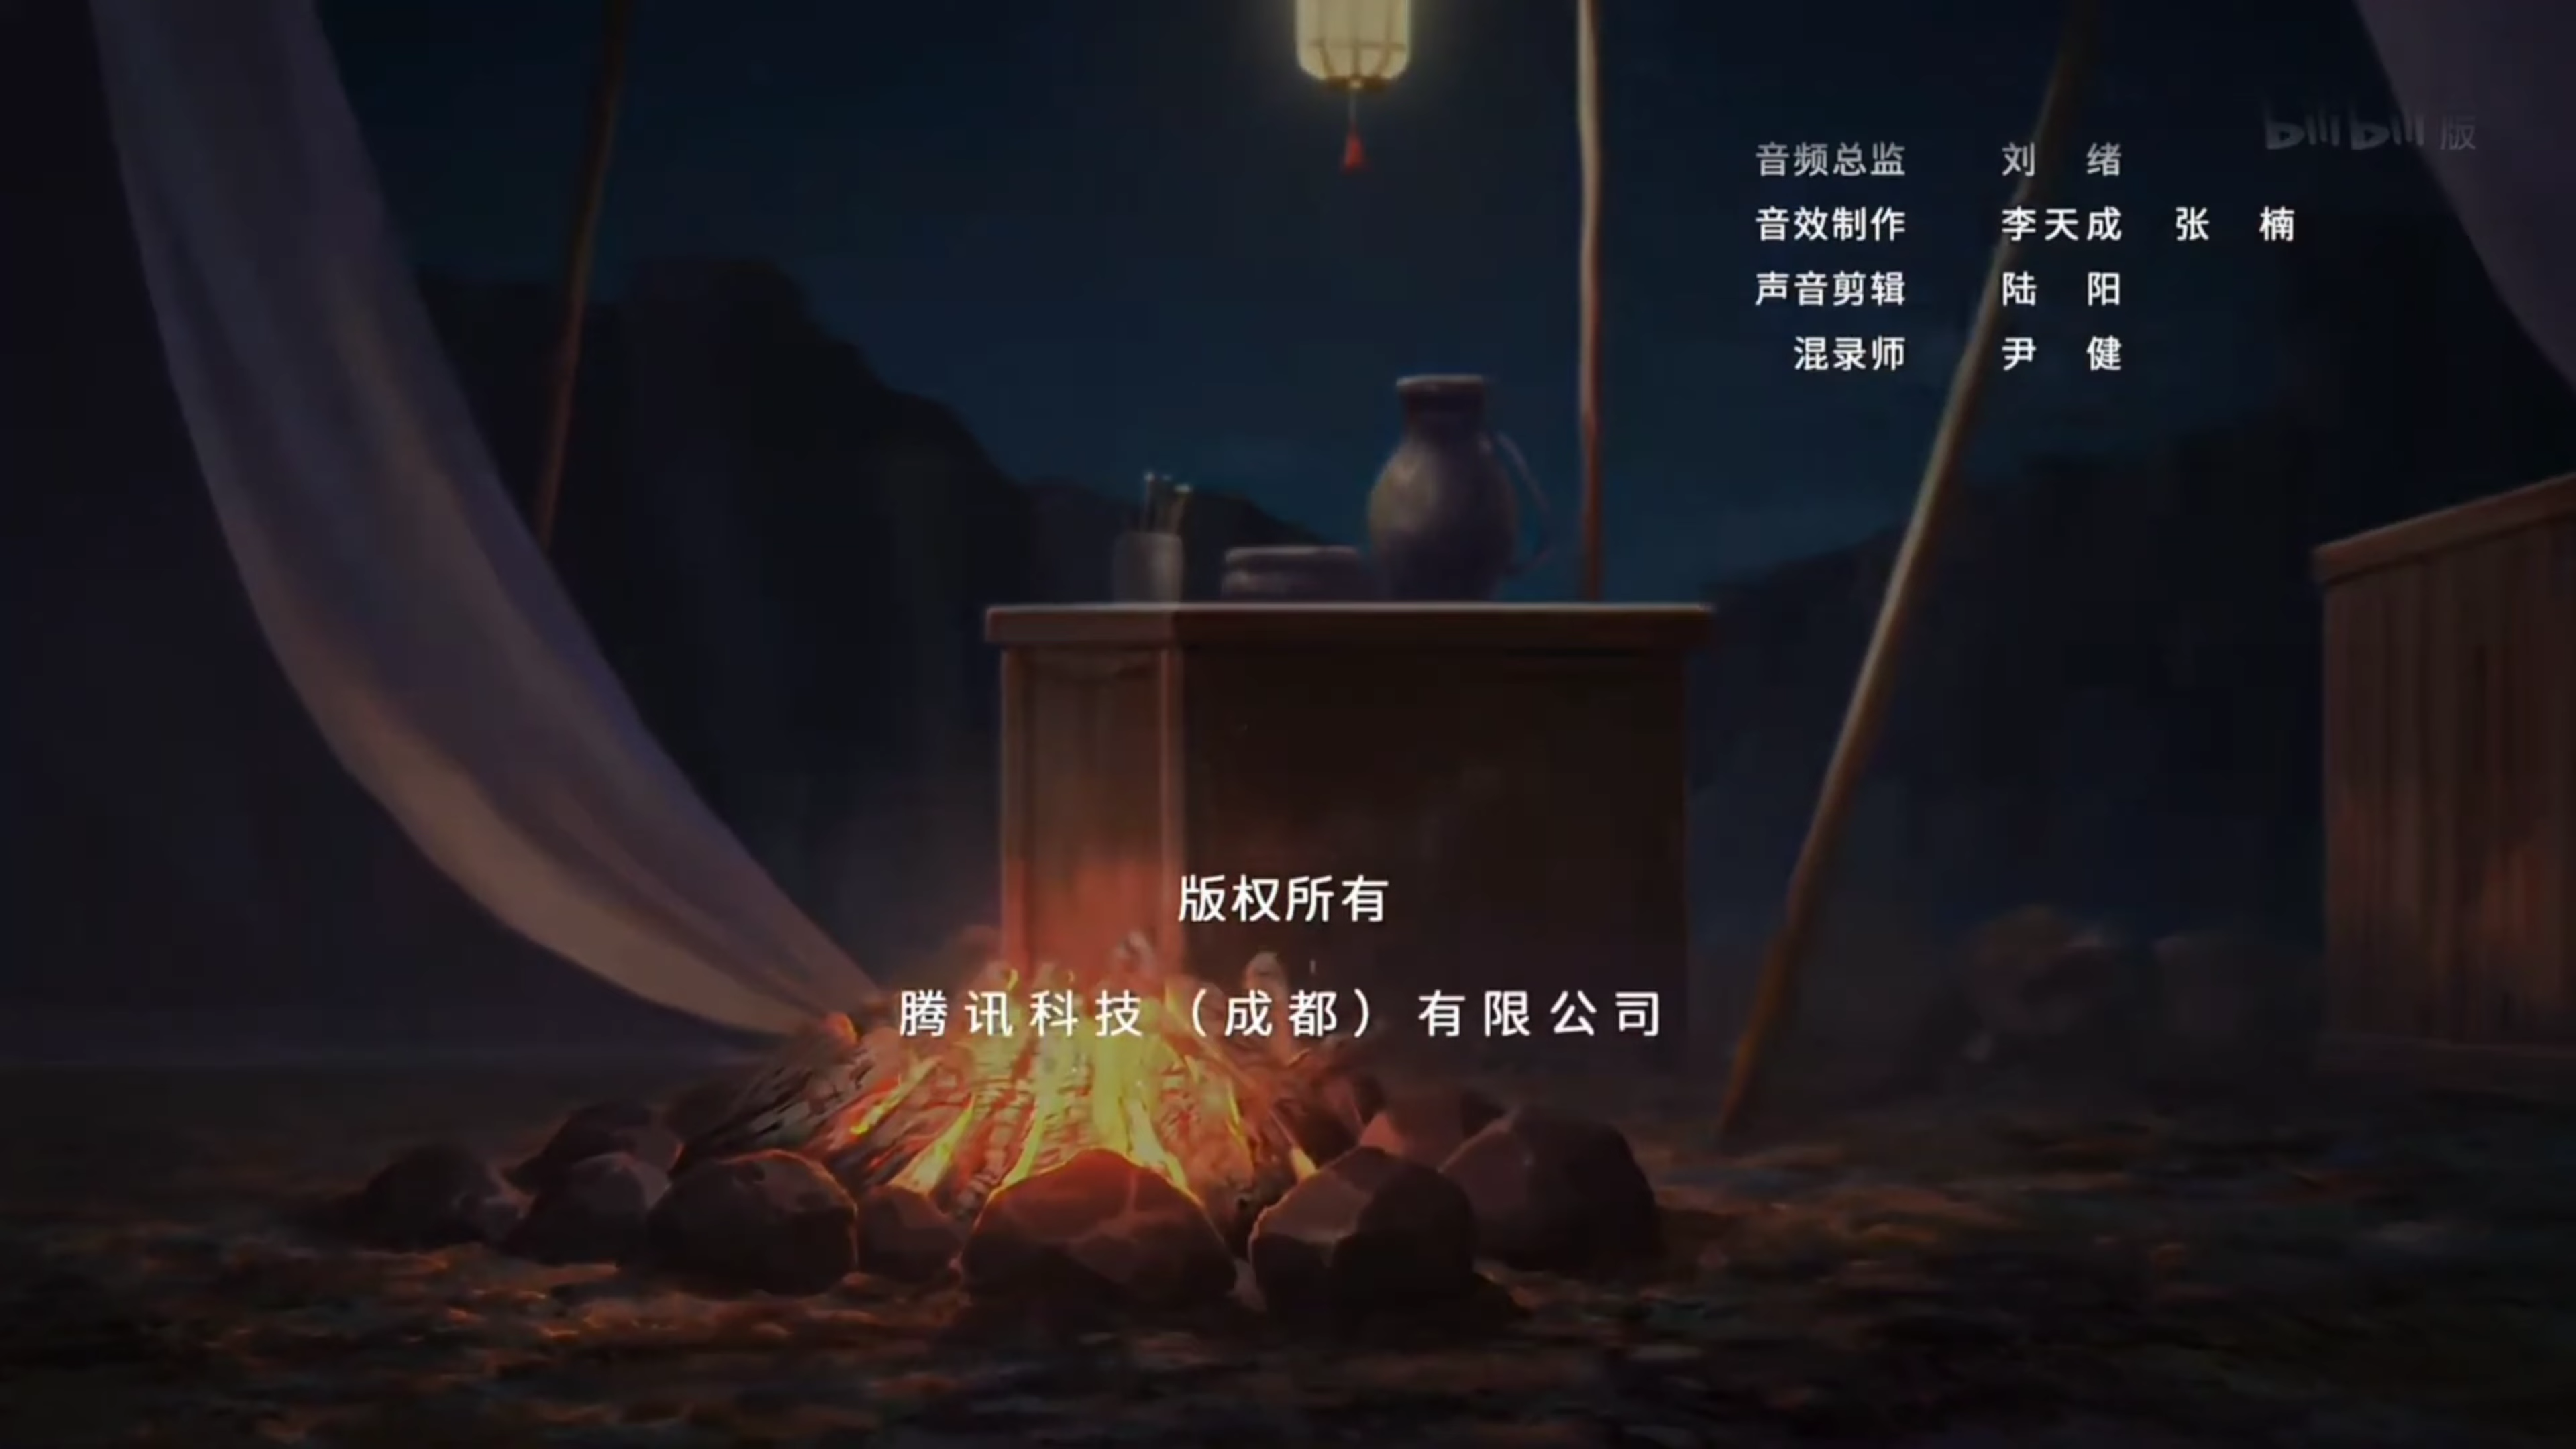 bilibili 版
音频总监 刘 绪
音效制作 李天成 张 楠
声音剪辑 陆 阳
混录师 尹 健
版权所有
腾讯科技（成都）有限公司